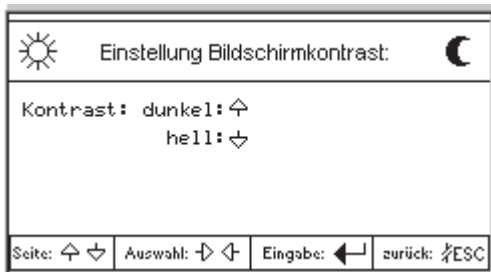 Einstellung Bildschirmkontrast:
Kontrast: dunkel:
hell:
Seite: Auswahl: Eingabe: zurück: ESC